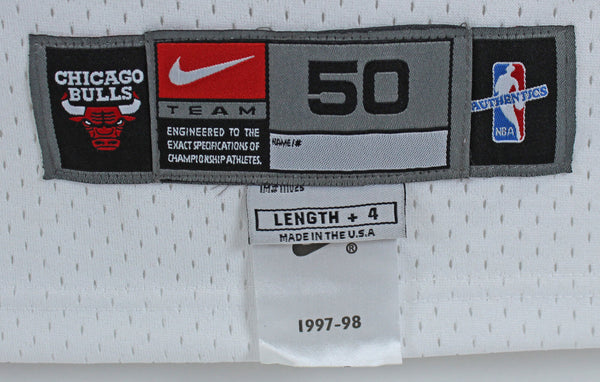 CHICAGO
BULLS
TEAM
50
ENGINEERED TO THE
EXACT SPECIFICATIONS OF
CHAMPIONSHIP ATHLETES.
NAME/#
AUTHENTICS
NBA
LENGTH + 4
MADE IN THE U.S.A
®
1997-98